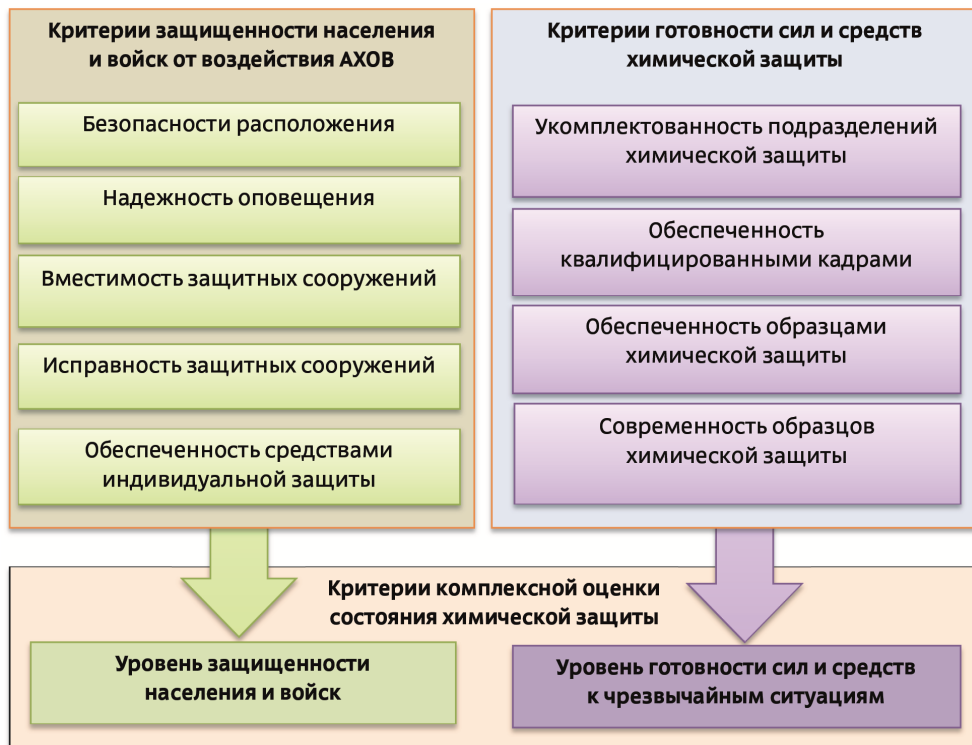 Критерии защищенности населения
и войск от воздействия АХОВ
Безопасности расположения
Надежность оповещения
Вместимость защитных сооружений
Исправность защитных сооружений
Обеспеченность средствами
индивидуальной защиты
Критерии готовности сил и средств
химической защиты
Укомплектованность подразделений
химической защиты
Обеспеченность
квалифицированными кадрами
Обеспеченность образцами
химической защиты
Современность образцов
химической защиты
Критерии комплексной оценки
состояния химической защиты
Уровень защищенности
населения и войск
Уровень готовности сил и средств
к чрезвычайным ситуациям